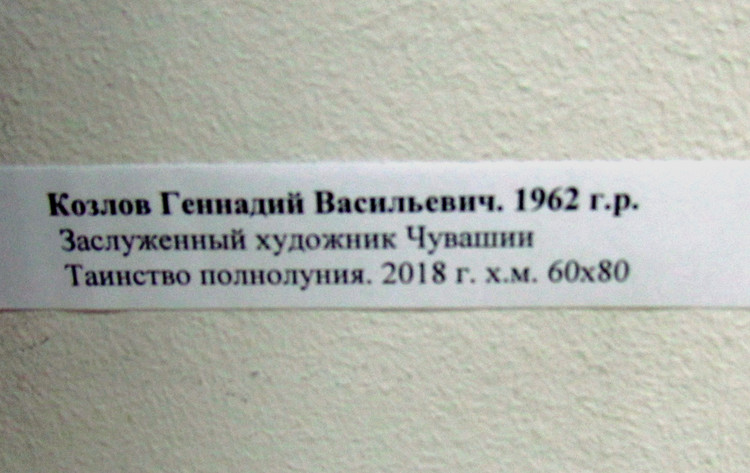 Козлов Геннадий Васильевич. 1962 г.р.
Заслуженный художник Чувашии
Таинство полнолуния. 2018 г. х.м. 60х80